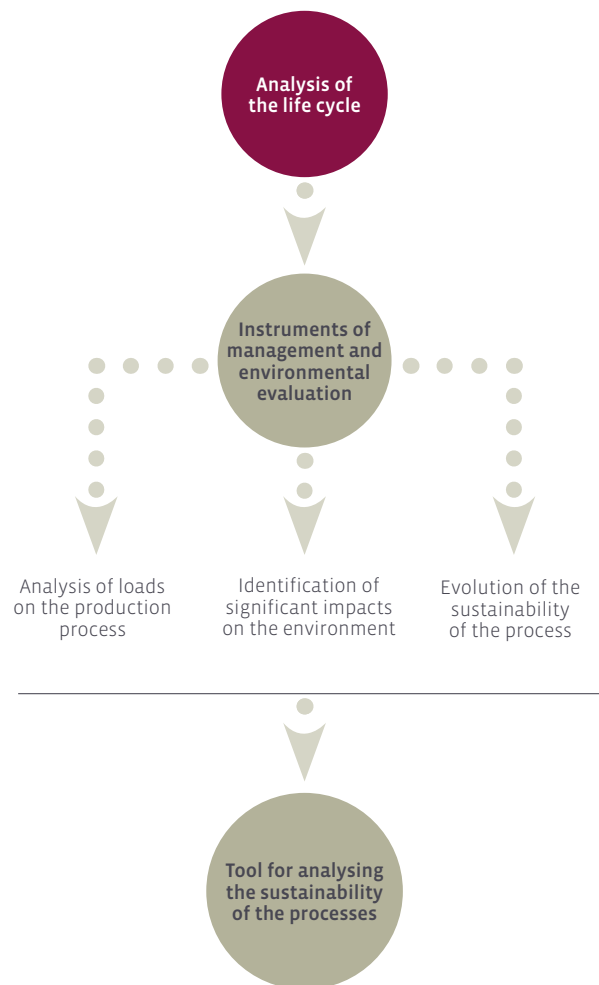 Analysis of
the life cycle
Instruments of
management and
environmental
evaluation
Analysis of loads
on the production
process
Identification of
significant impacts
on the environment
Evolution of the
sustainability
of the process
Tool for analysing
the sustainability
of the processes